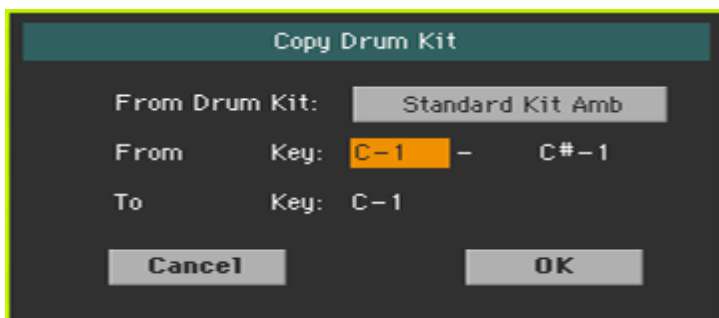 Copy Drum Kit
From Drum Kit: Standard Kit Amb
From Key: C-1 - C#-1
To Key: C-1
Cancel OK